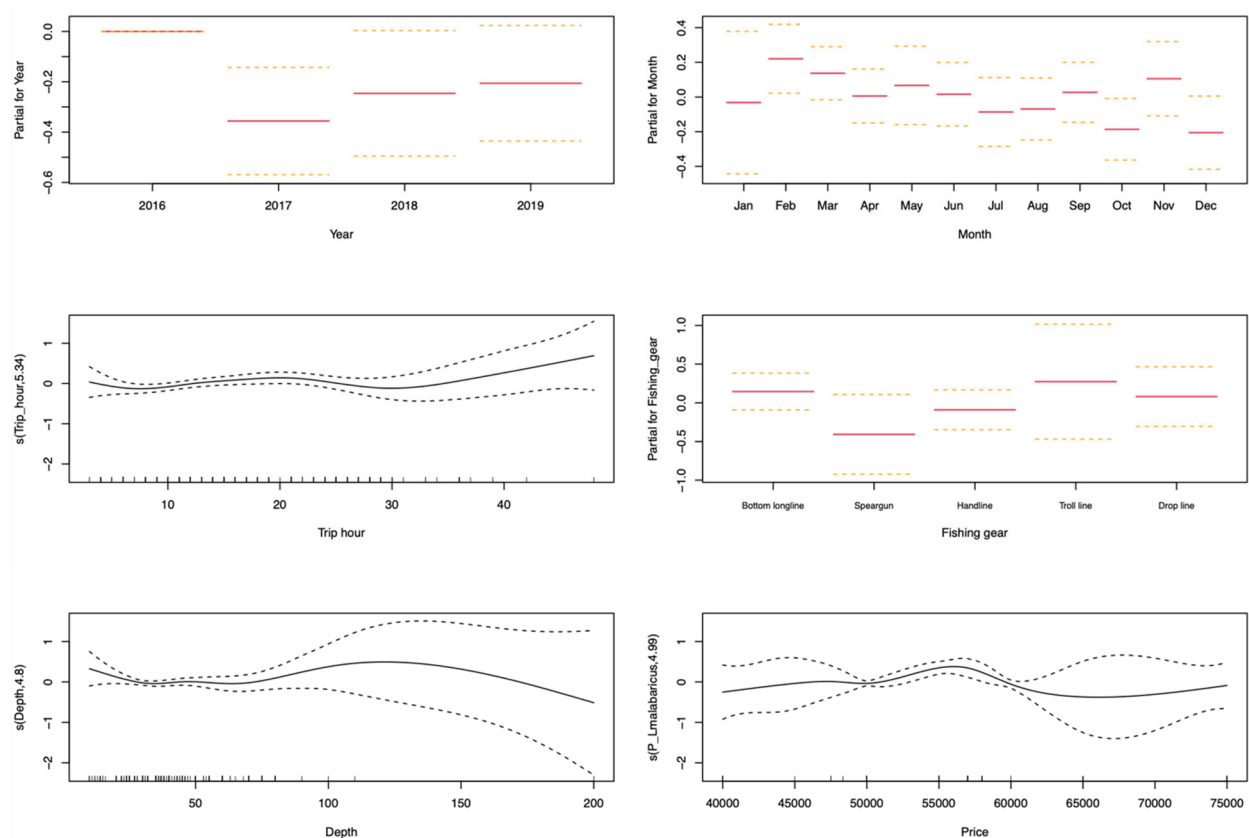 Partial for Year
0.0
−0.2
−0.4
−0.6
2016 2017 2018 2019
Year
Partial for Month
0.4
0.2
0.0
−0.2
−0.4
Jan Feb Mar Apr May Jun Jul Aug Sep Oct Nov Dec
Month
s(Trip_hour,5.34)
1
0
−1
−2
10 20 30 40
Trip hour
Partial for Fishing_gear
1.0
0.5
0.0
−0.5
−1.0
Bottom longline Speargun Handline Troll line Drop line
Fishing gear
s(Depth,4.8)
1
0
−1
−2
50 100 150 200
Depth
s(P_Lmalabaricus,4.99)
1
0
−1
−2
40000 45000 50000 55000 60000 65000 70000 75000
Price